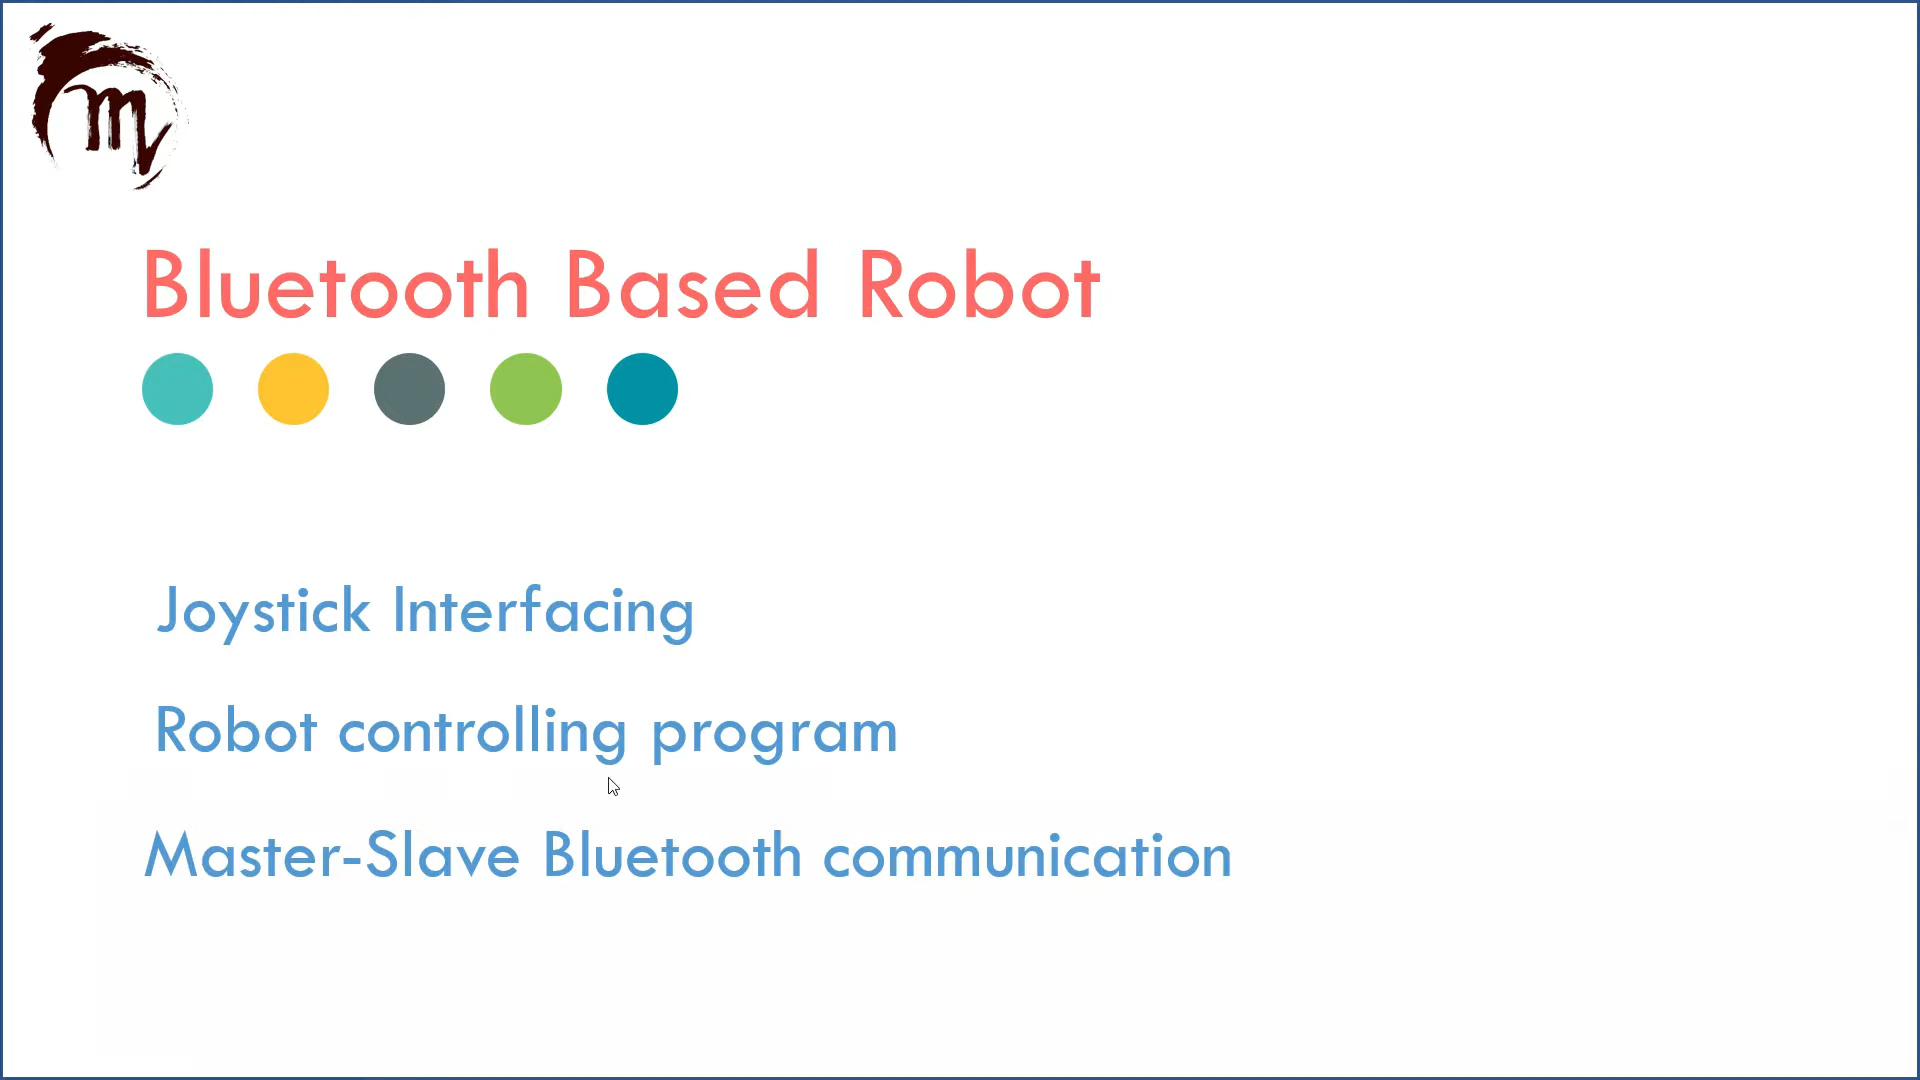 m
Bluetooth Based Robot
Joystick Interfacing
Robot controlling program
Master-Slave Bluetooth communication